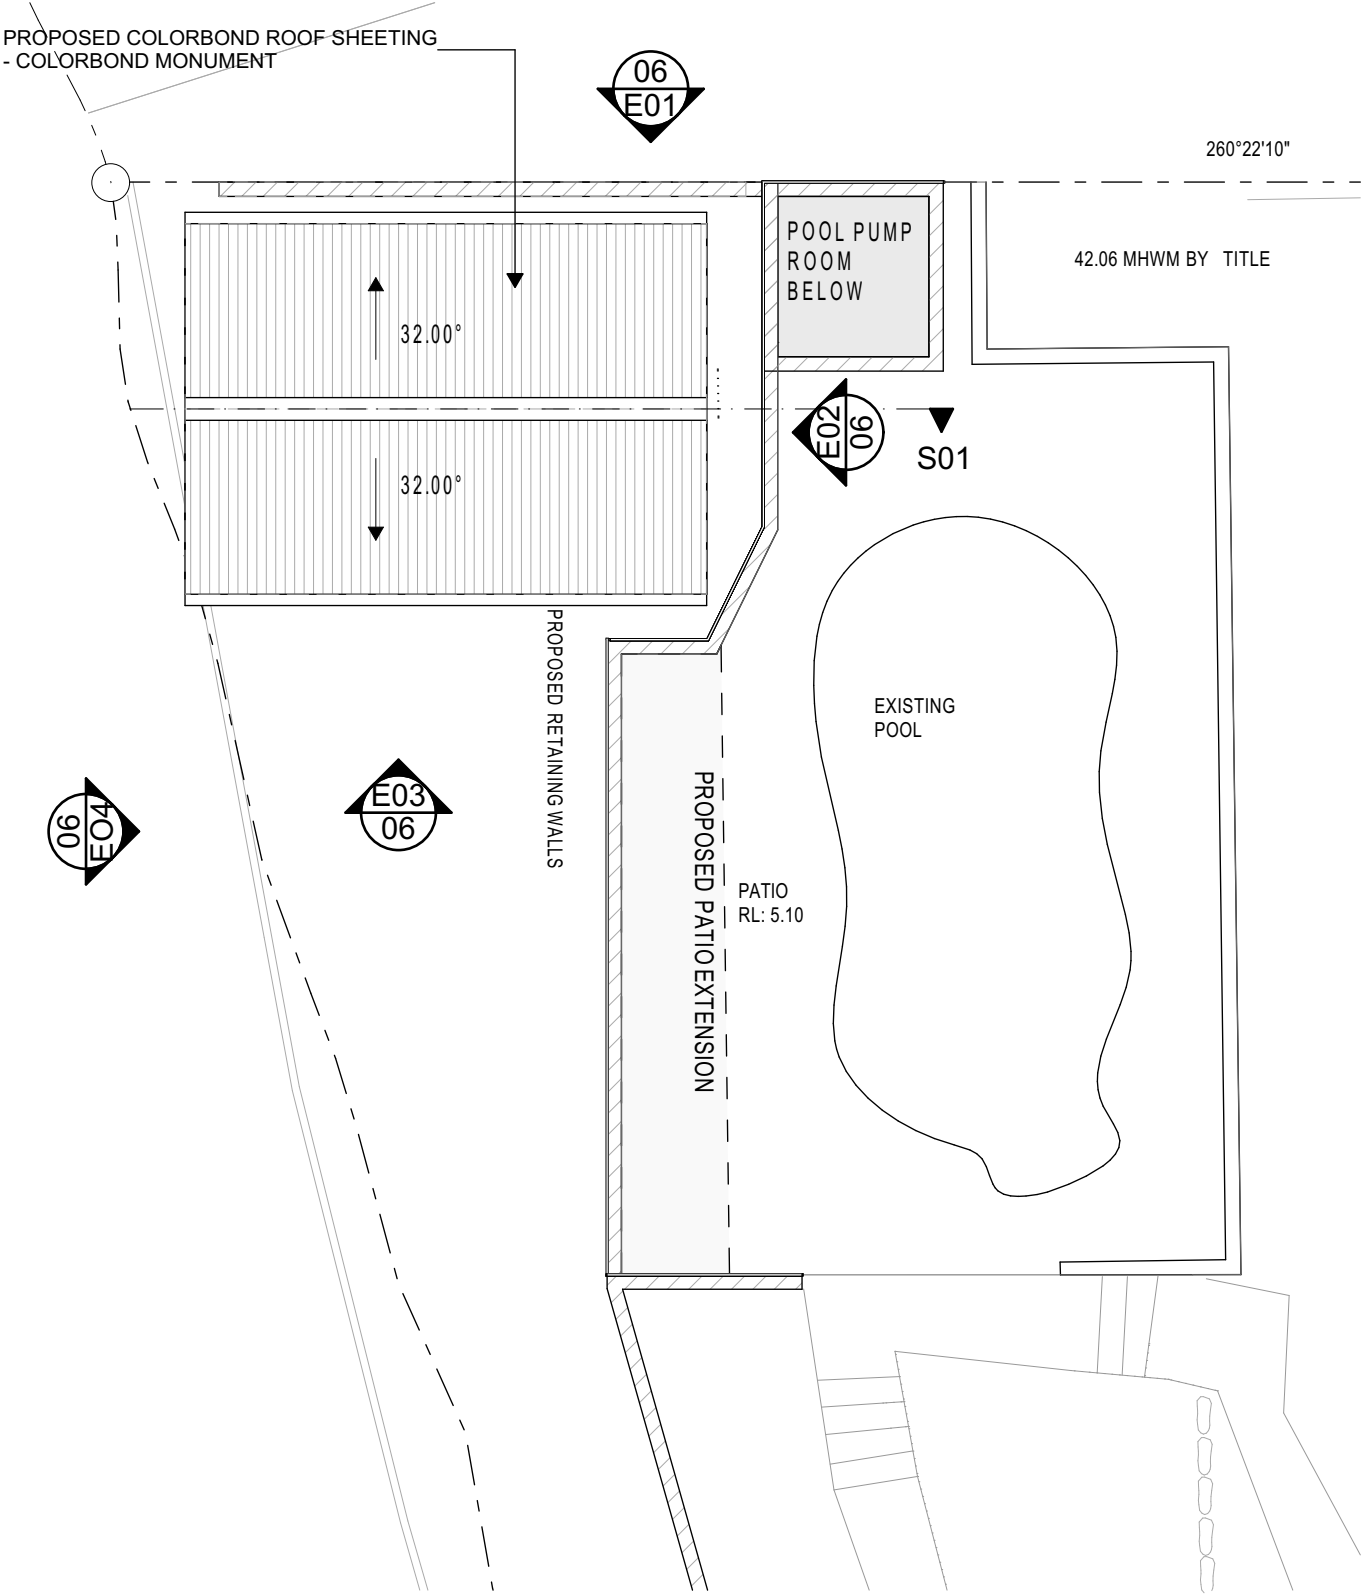 PROPOSED COLORBOND ROOF SHEETING
- COLORBOND MONUMENT
06
E01
260°22'10"
POOL PUMP
ROOM
BELOW
42.06 MHWM BY TITLE
32.00°
E02
06
S01
32.00°
PROPOSED RETAINING WALLS
EXISTING
POOL
06
EO4
E03
06
PROPOSED PATIO EXTENSION
PATIO
RL: 5.10